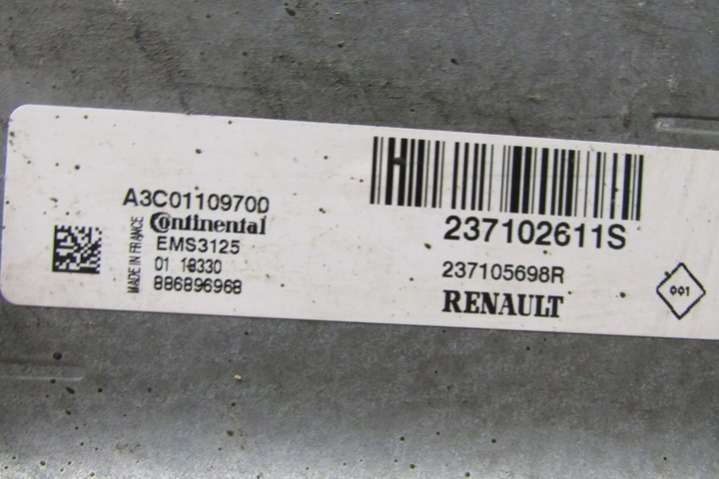 A3C01109700
Continental
EMS3125
01 18330
886896968
MADE IN FRANCE
H
237102611S
237105698R
RENAULT
001